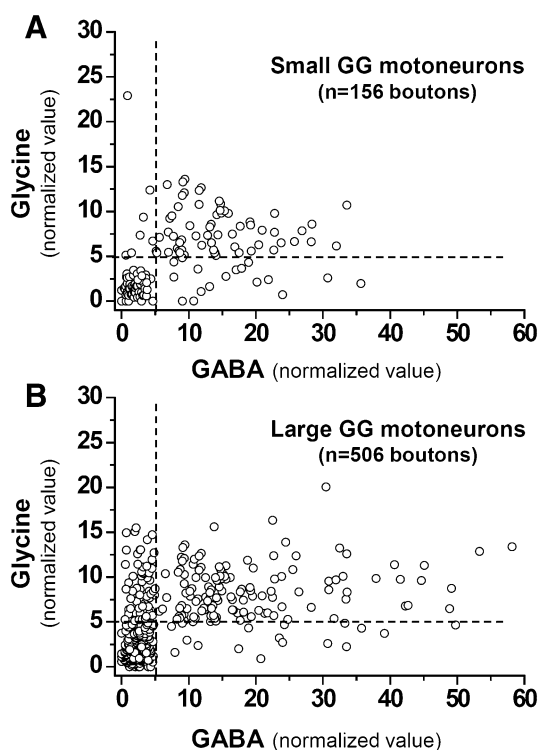 A
Small GG motoneurons
(n=156 boutons)
Glycine
(normalized value)
30
25
20
15
10
5
0
0 10 20 30 40 50 60
GABA (normalized value)
B
Large GG motoneurons
(n=506 boutons)
Glycine
(normalized value)
30
25
20
15
10
5
0
0 10 20 30 40 50 60
GABA (normalized value)